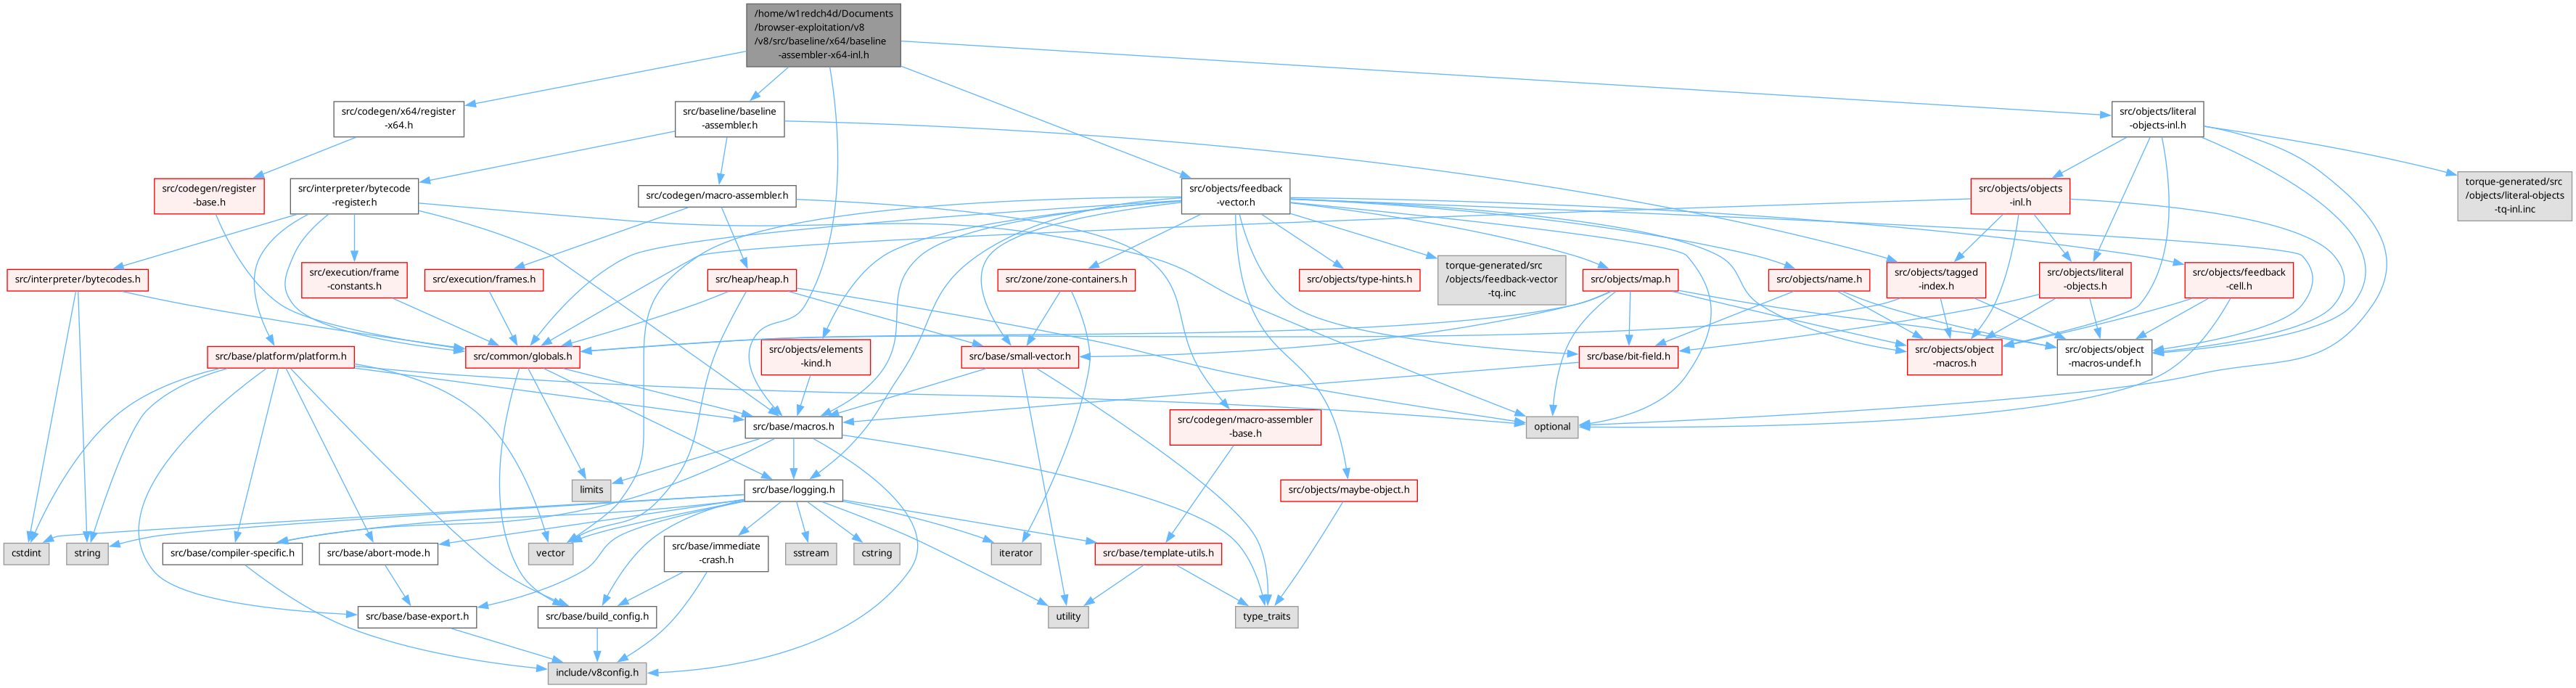 /home/w1redch4d/Documents
/browser-exploitation/v8
/v8/src/baseline/x64/baseline
-assembler-x64-inl.h
src/codegen/x64/register
-x64.h
src/baseline/baseline
-assembler.h
src/objects/literal
-objects-inl.h
src/codegen/register
-base.h
src/interpreter/bytecode
-register.h
src/codegen/macro-assembler.h
src/objects/feedback
-vector.h
src/objects/objects
-inl.h
torque-generated/src
/objects/literal-objects
-tq-inl.inc
src/interpreter/bytecodes.h
src/execution/frame
-constants.h
src/execution/frames.h
src/heap/heap.h
src/zone/zone-containers.h
src/objects/type-hints.h
torque-generated/src
/objects/feedback-vector
-tq.inc
src/objects/map.h
src/objects/name.h
src/objects/tagged
-index.h
src/objects/literal
-objects.h
src/objects/feedback
-cell.h
src/base/platform/platform.h
src/common/globals.h
src/objects/elements
-kind.h
src/base/small-vector.h
src/base/bit-field.h
src/objects/object
-macros.h
src/objects/object
-macros-undef.h
src/base/macros.h
src/codegen/macro-assembler
-base.h
optional
limits
src/base/logging.h
src/objects/maybe-object.h
cstdint
string
src/base/compiler-specific.h
src/base/abort-mode.h
vector
src/base/immediate
-crash.h
sstream
cstring
iterator
src/base/template-utils.h
src/base/base-export.h
src/base/build_config.h
utility
type_traits
include/v8config.h